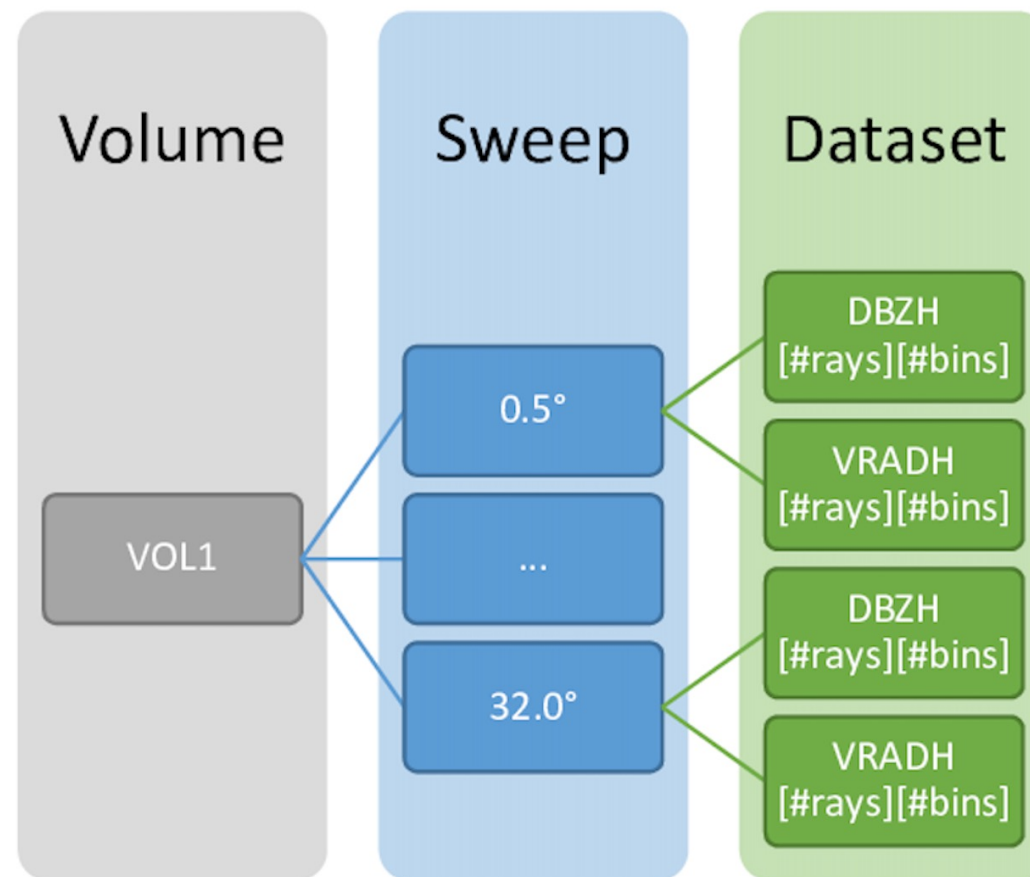 Volume
Sweep
Dataset
VOL1
0.5°
...
32.0°
DBZH
[#rays][#bins]
VRADH
[#rays][#bins]
DBZH
[#rays][#bins]
VRADH
[#rays][#bins]